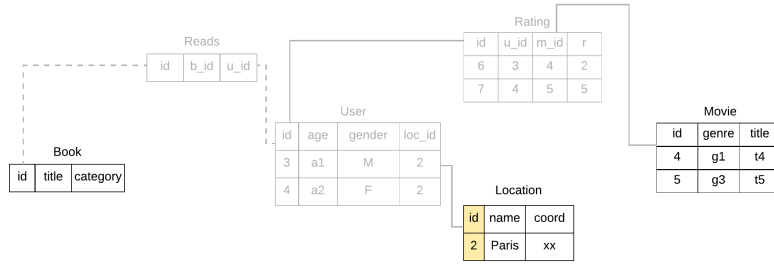 Rating
id u_id m_id r
6 3 4 2
7 4 5 5
Reads
id b_id u_id
User
id age gender loc_id
3 a1 M 2
4 a2 F 2
Movie
id genre title
4 g1 t4
5 g3 t5
Book
id title category
Location
id name coord
2 Paris xx